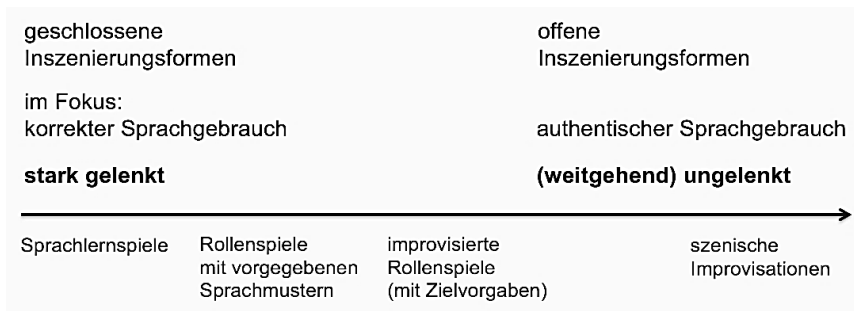 geschlossene
Inszenierungsformen
offene
Inszenierungsformen
im Fokus:
korrekter Sprachgebrauch
authentischer Sprachgebrauch
stark gelenkt
(weitgehend) ungelenkt
Sprachlernspiele
Rollenspiele
mit vorgegebenen
Sprachmustern
improvisierte
Rollenspiele
(mit Zielvorgaben)
szenische
Improvisationen